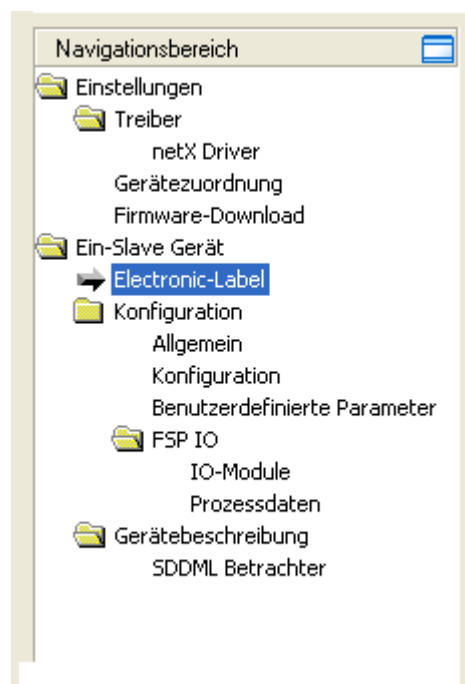 Navigationsbereich
Einstellungen
Treiber
netX Driver
Gerätezuordnung
Firmware-Download
Ein-Slave Gerät
Electronic-Label
Konfiguration
Allgemein
Konfiguration
Benutzerdefinierte Parameter
FSP IO
IO-Module
Prozessdaten
Gerätebeschreibung
SDDML Betrachter